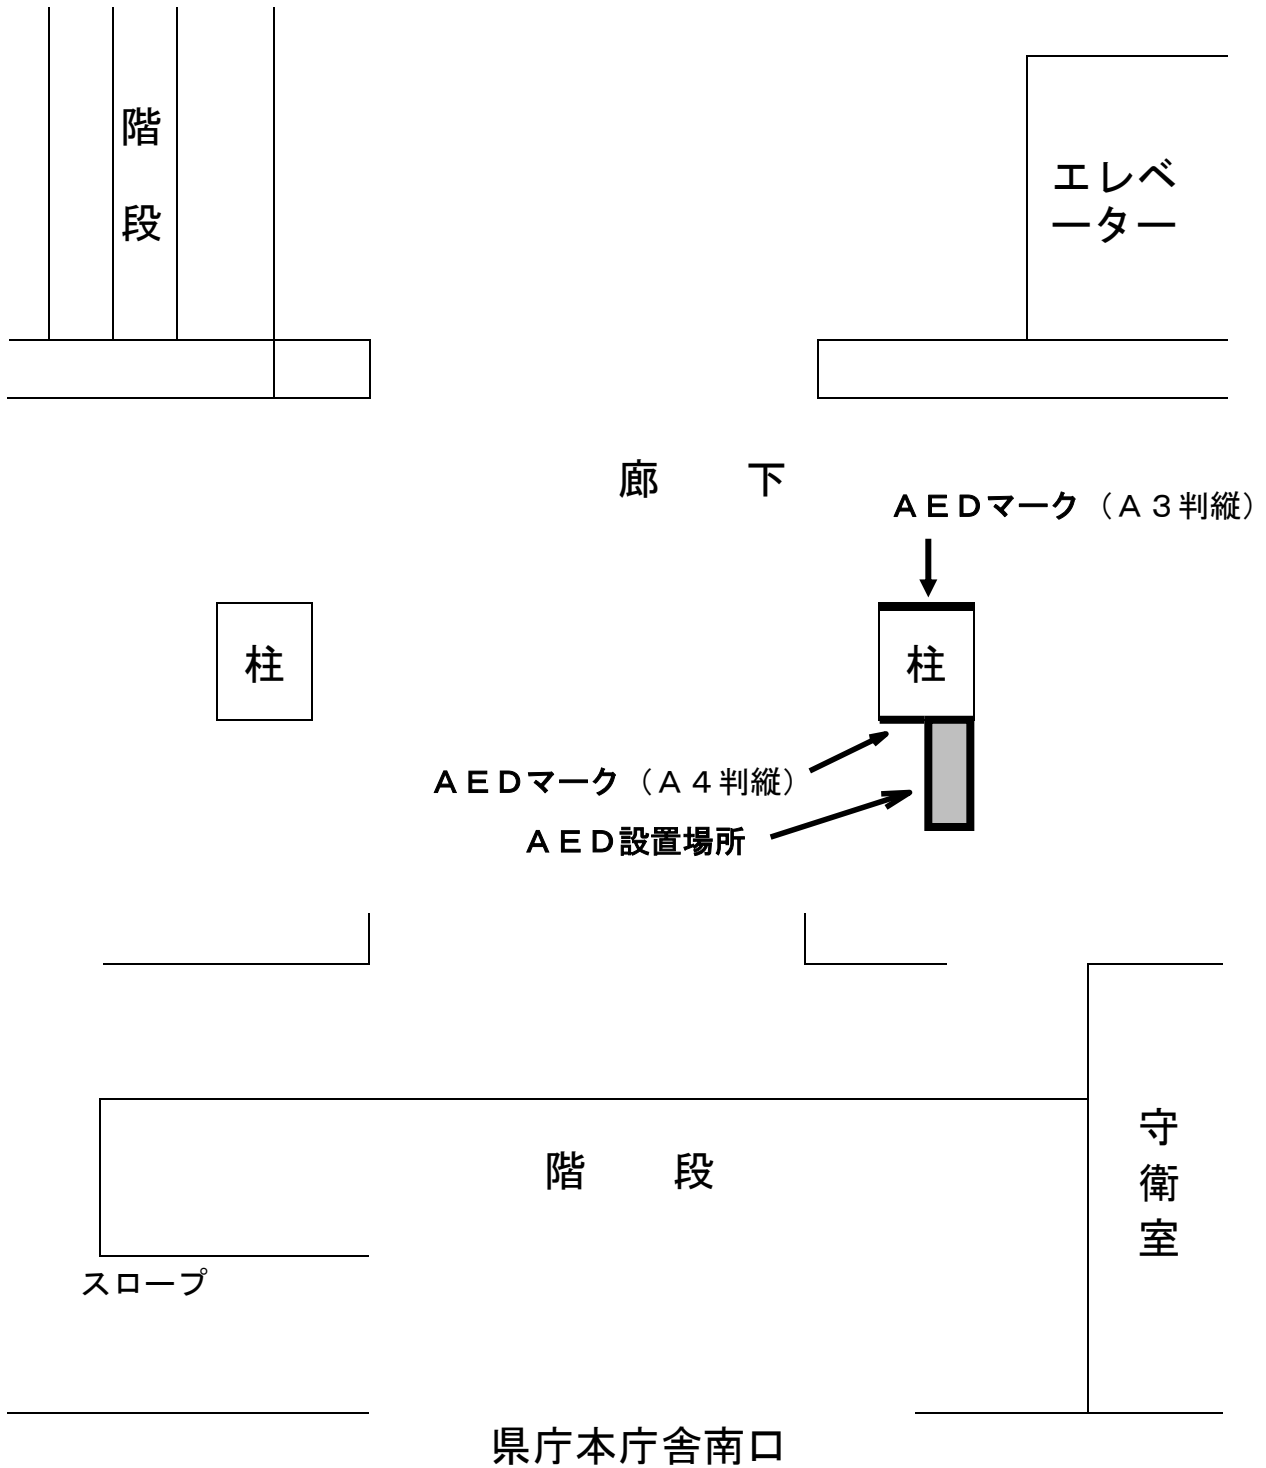 階
段
エレベ
ーター
廊　　下
ＡＥＤマーク（Ａ３判縦）
柱
柱
ＡＥＤマーク（Ａ４判縦）
ＡＥＤ設置場所
階　　段
守
衛
室
スロープ
県庁本庁舎南口